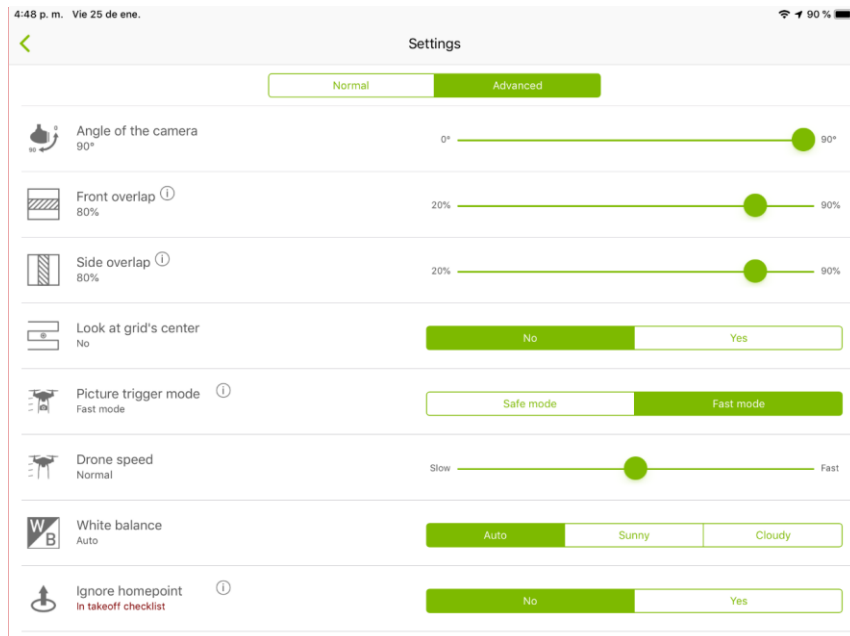 4:48 p. m. Vie 25 de ene.
90 %
Settings
Normal
Advanced
Angle of the camera
90°
0°
90°
0
90
Front overlap
80%
20%
90%
Side overlap
80%
20%
90%
Look at grid's center
No
No
Yes
Picture trigger mode
Fast mode
Safe mode
Fast mode
Drone speed
Normal
Slow
Fast
W
B
White balance
Auto
Auto
Sunny
Cloudy
Ignore homepoint
In takeoff checklist
No
Yes